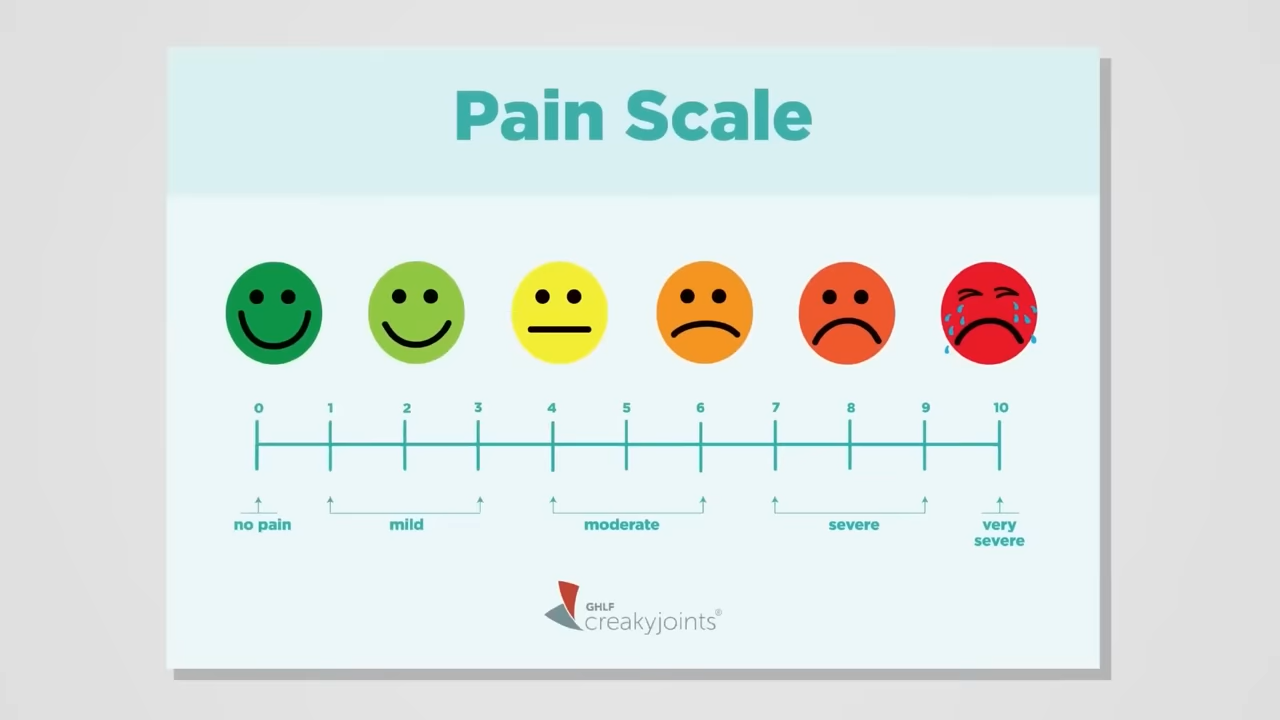 Pain Scale
0 1 2 3 4 5 6 7 8 9 10
no pain mild moderate severe very severe
GHLF
creakyjoints®